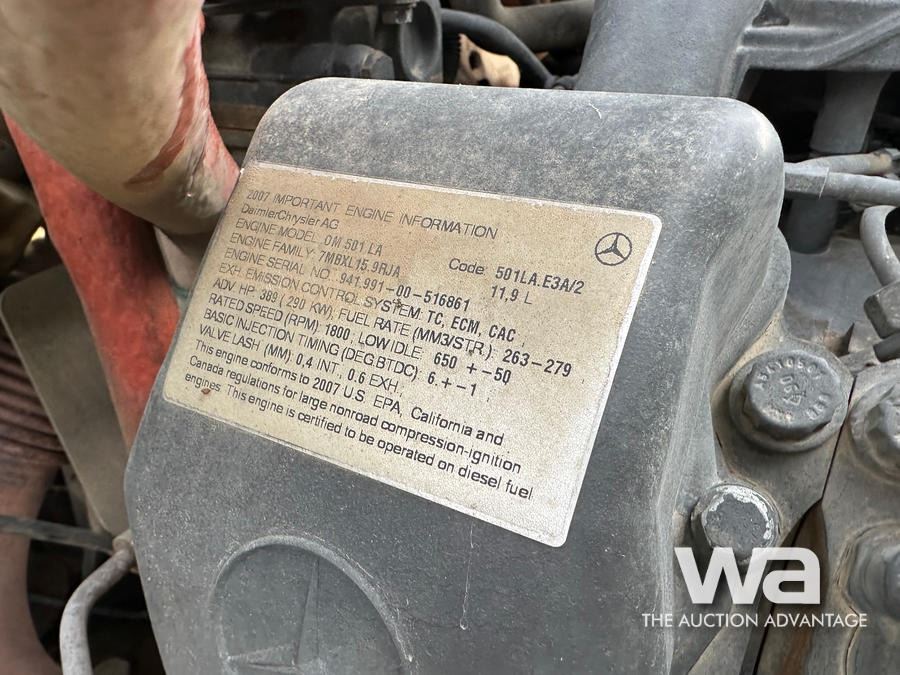 2007 IMPORTANT ENGINE INFORMATION
DaimlerChrysler AG
ENGINE MODEL OM 501 LA Code 501LA.E3A/2
ENGINE FAMILY 7MBXL15.9RJA 11,9 L
ENGINE SERIAL NO. 941.991-00-516861
EXH. EMISSION CONTROL SYSTEM TC, ECM, CAC
ADV. HP: 389 ( 290 KW), FUEL RATE (MM3/STR.) 263-279
RATED SPEED (RPM) 1800, LOW IDLE 650 +-50
BASIC INJECTION TIMING (DEG.BTDC) 6.+-1
VALVE LASH (MM) 0,4 INT. 0.6 EXH.
This engine conforms to 2007 U.S. EPA, California and
Canada regulations for large nonroad compression-ignition
engines. This engine is certified to be operated on diesel fuel
wa
THE AUCTION ADVANTAGE